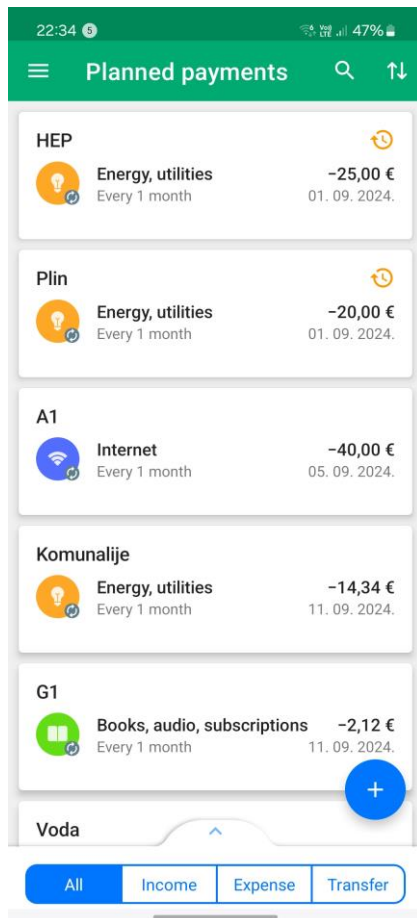 22:34 5 Vo) LTE 47%
Planned payments
HEP
Energy, utilities −25,00 €
Every 1 month 01. 09. 2024.
Plin
Energy, utilities −20,00 €
Every 1 month 01. 09. 2024.
A1
Internet −40,00 €
Every 1 month 05. 09. 2024.
Komunalije
Energy, utilities −14,34 €
Every 1 month 11. 09. 2024.
G1
Books, audio, subscriptions −2,12 €
Every 1 month 11. 09. 2024.
Voda
All Income Expense Transfer